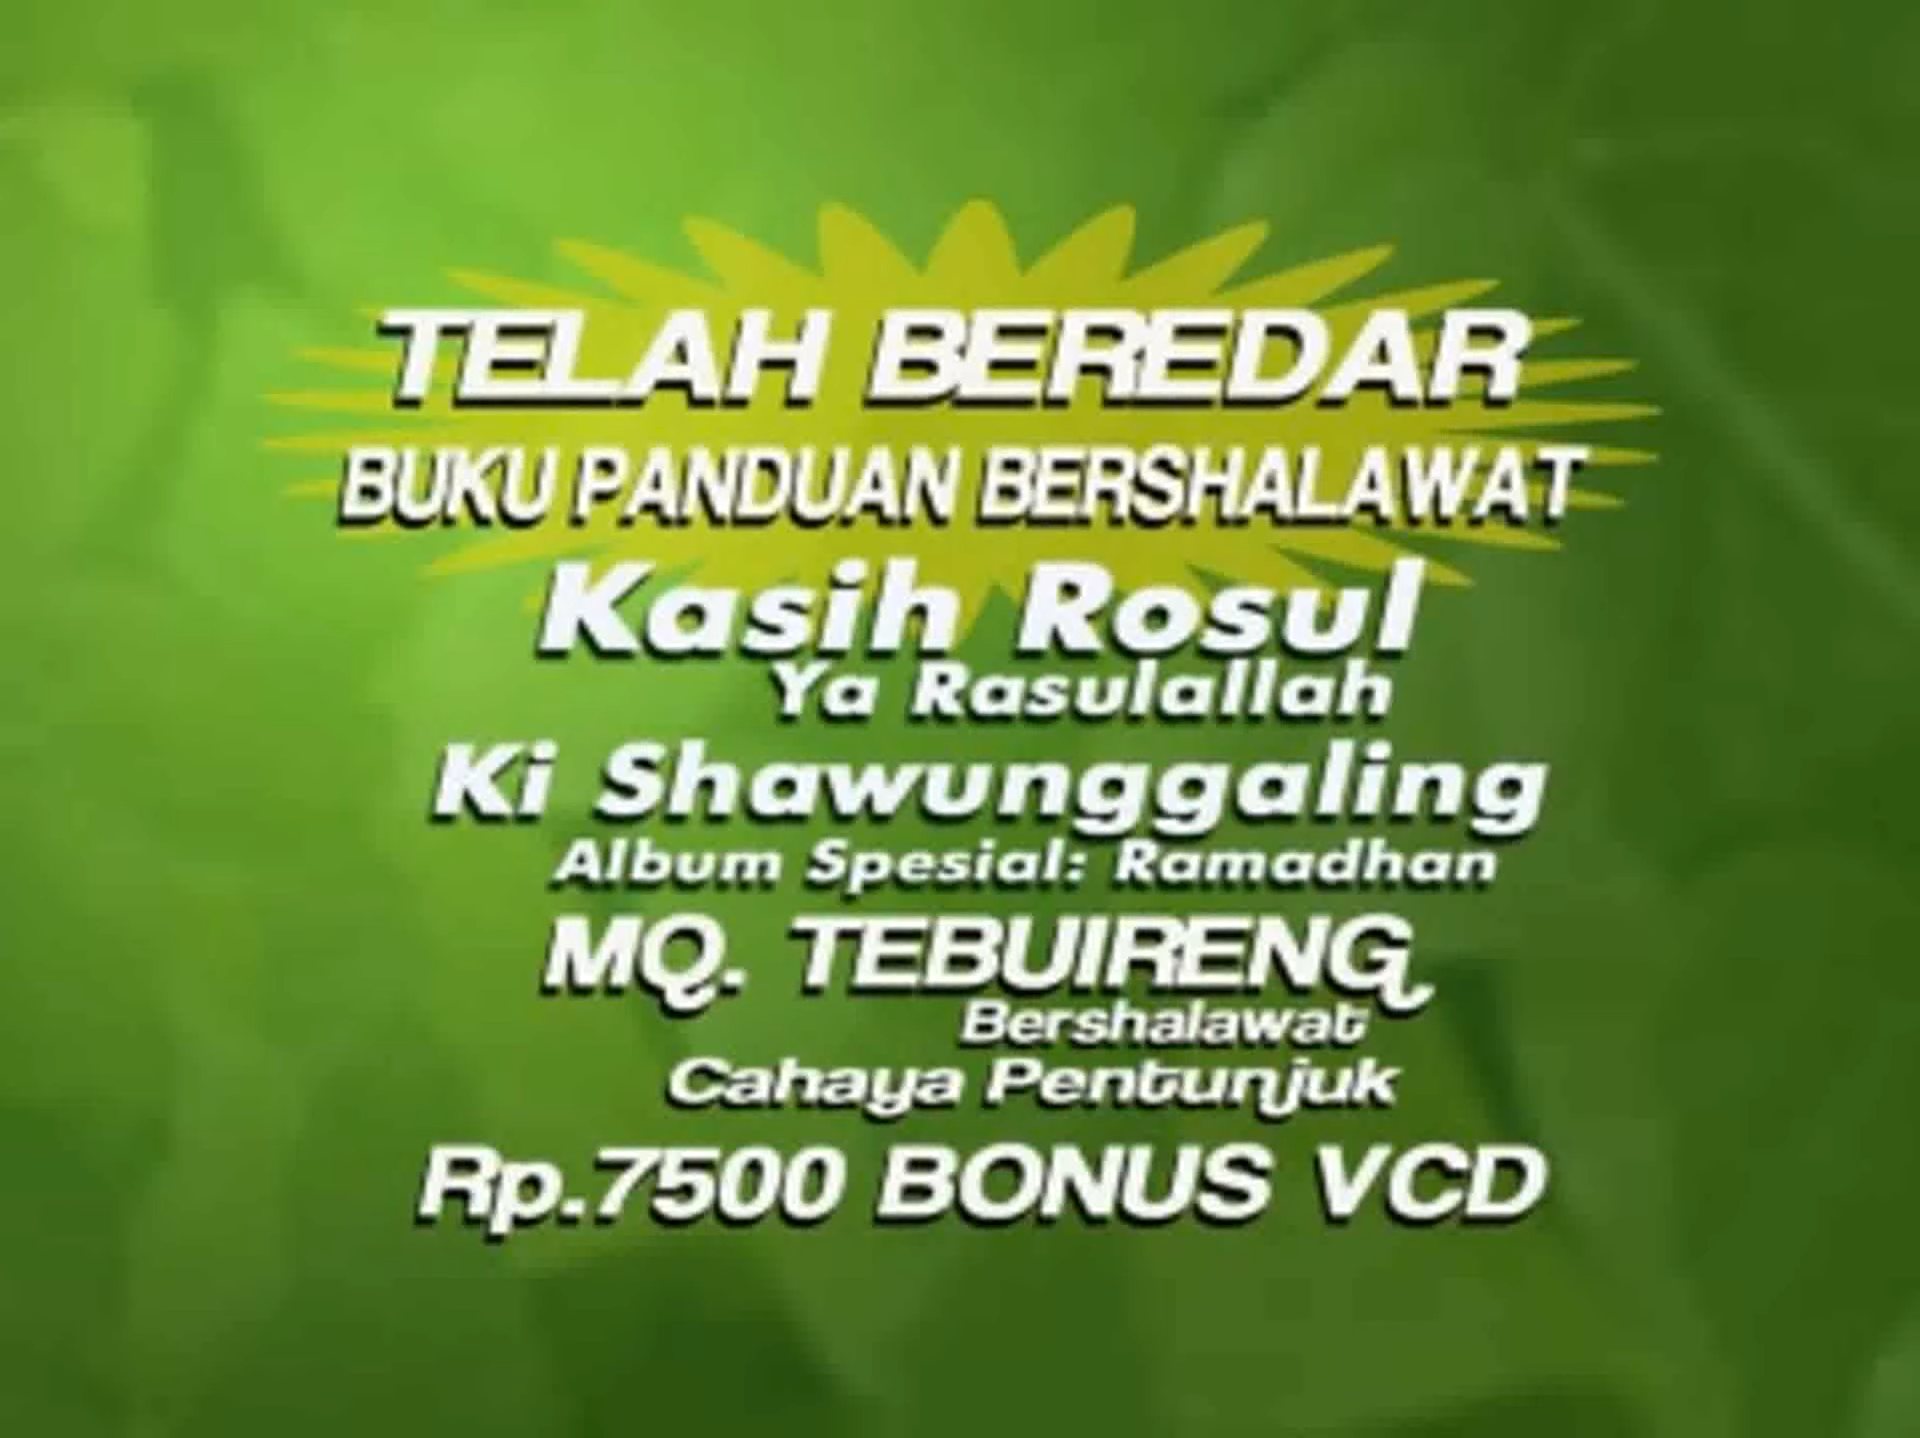 TELAH BEREDAR
BUKU PANDUAN BERSHALAWAT
Kasih Rosul
Ya Rasulallah
Ki Shawunggaling
Album Spesial: Ramadhan
MQ. TEBUIRENG
Bershalawat
Cahaya Pentunjuk
Rp.7500 BONUS VCD